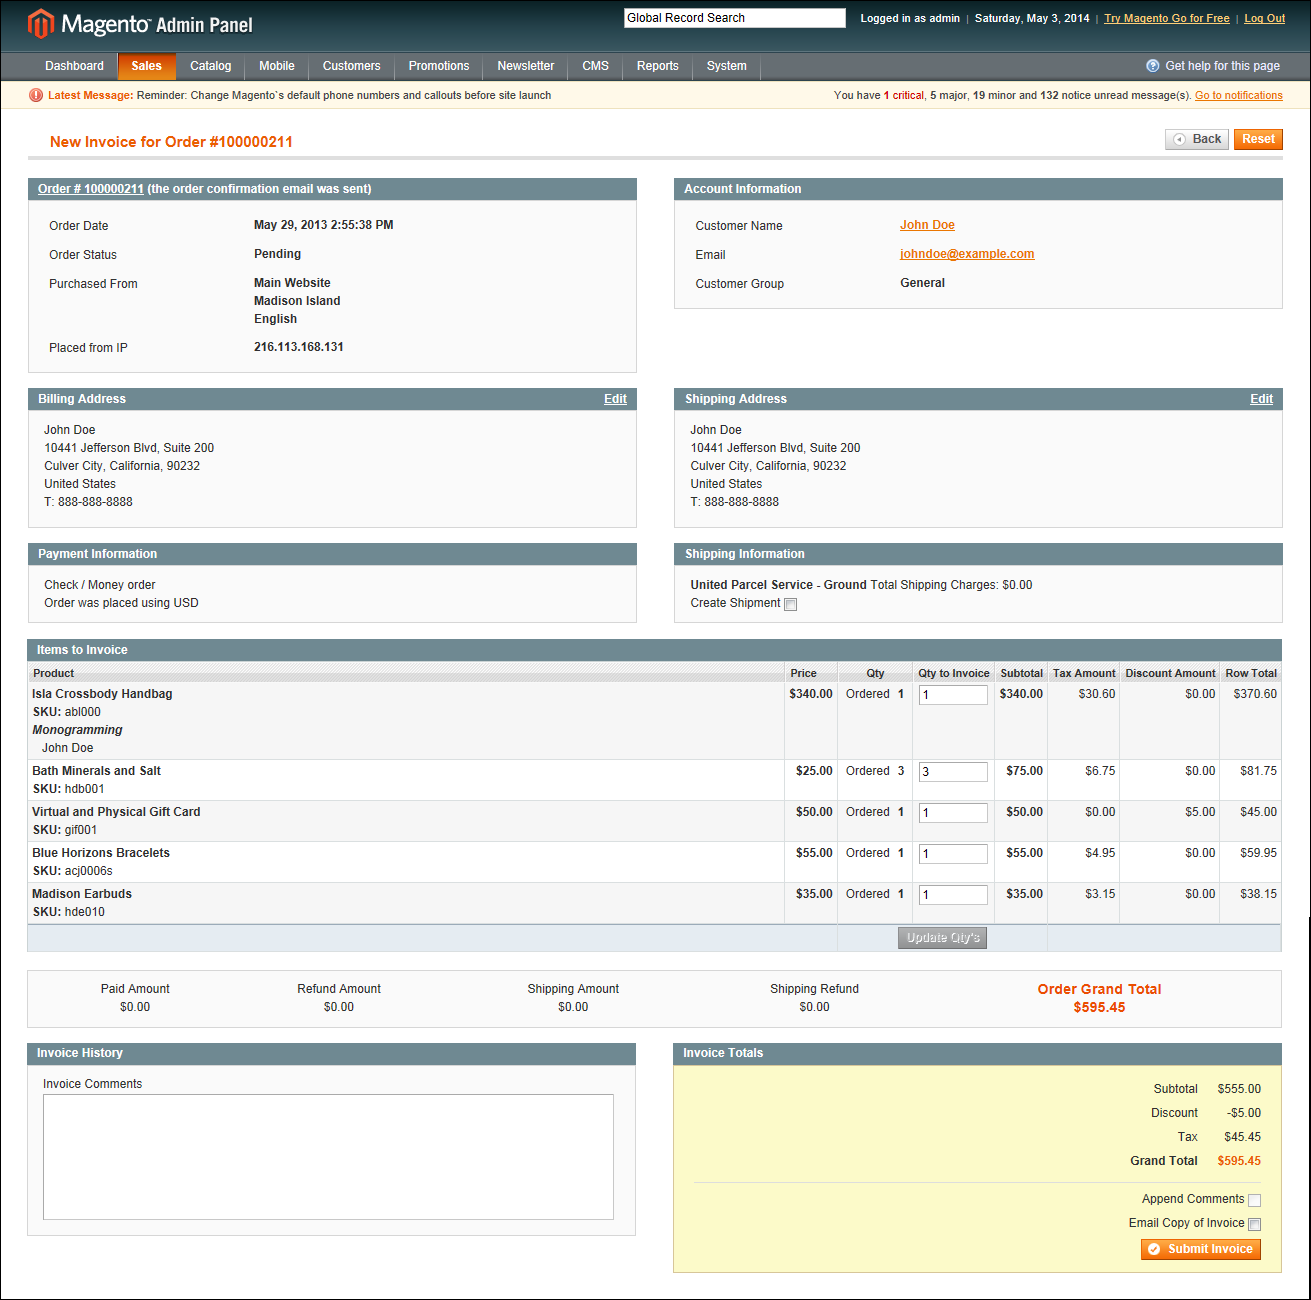 Magento™ Admin Panel
Global Record Search
Logged in as admin | Saturday, May 3, 2014 | Try Magento Go for Free | Log Out
Dashboard Sales Catalog Mobile Customers Promotions Newsletter CMS Reports System
Get help for this page
Latest Message: Reminder: Change Magento`s default phone numbers and callouts before site launch
You have 1 critical, 5 major, 19 minor and 132 notice unread message(s). Go to notifications
New Invoice for Order #100000211
Back Reset
Order # 100000211 (the order confirmation email was sent)
Order Date May 29, 2013 2:55:38 PM
Order Status Pending
Purchased From Main Website
Madison Island
English
Placed from IP 216.113.168.131
Account Information
Customer Name John Doe
Email johndoe@example.com
Customer Group General
Billing Address Edit
John Doe
10441 Jefferson Blvd, Suite 200
Culver City, California, 90232
United States
T: 888-888-8888
Shipping Address Edit
John Doe
10441 Jefferson Blvd, Suite 200
Culver City, California, 90232
United States
T: 888-888-8888
Payment Information
Check / Money order
Order was placed using USD
Shipping Information
United Parcel Service - Ground Total Shipping Charges: $0.00
Create Shipment
Items to Invoice
Product Price Qty Qty to Invoice Subtotal Tax Amount Discount Amount Row Total
Isla Crossbody Handbag $340.00 Ordered 1 1 $340.00 $30.60 $0.00 $370.60
SKU: abl000
Monogramming
John Doe
Bath Minerals and Salt $25.00 Ordered 3 3 $75.00 $6.75 $0.00 $81.75
SKU: hdb001
Virtual and Physical Gift Card $50.00 Ordered 1 1 $50.00 $0.00 $5.00 $45.00
SKU: gif001
Blue Horizons Bracelets $55.00 Ordered 1 1 $55.00 $4.95 $0.00 $59.95
SKU: acj0006s
Madison Earbuds $35.00 Ordered 1 1 $35.00 $3.15 $0.00 $38.15
SKU: hde010
Update Qty's
Paid Amount Refund Amount Shipping Amount Shipping Refund Order Grand Total
$0.00 $0.00 $0.00 $0.00 $595.45
Invoice History
Invoice Comments
Invoice Totals
Subtotal $555.00
Discount -$5.00
Tax $45.45
Grand Total $595.45
Append Comments
Email Copy of Invoice
Submit Invoice